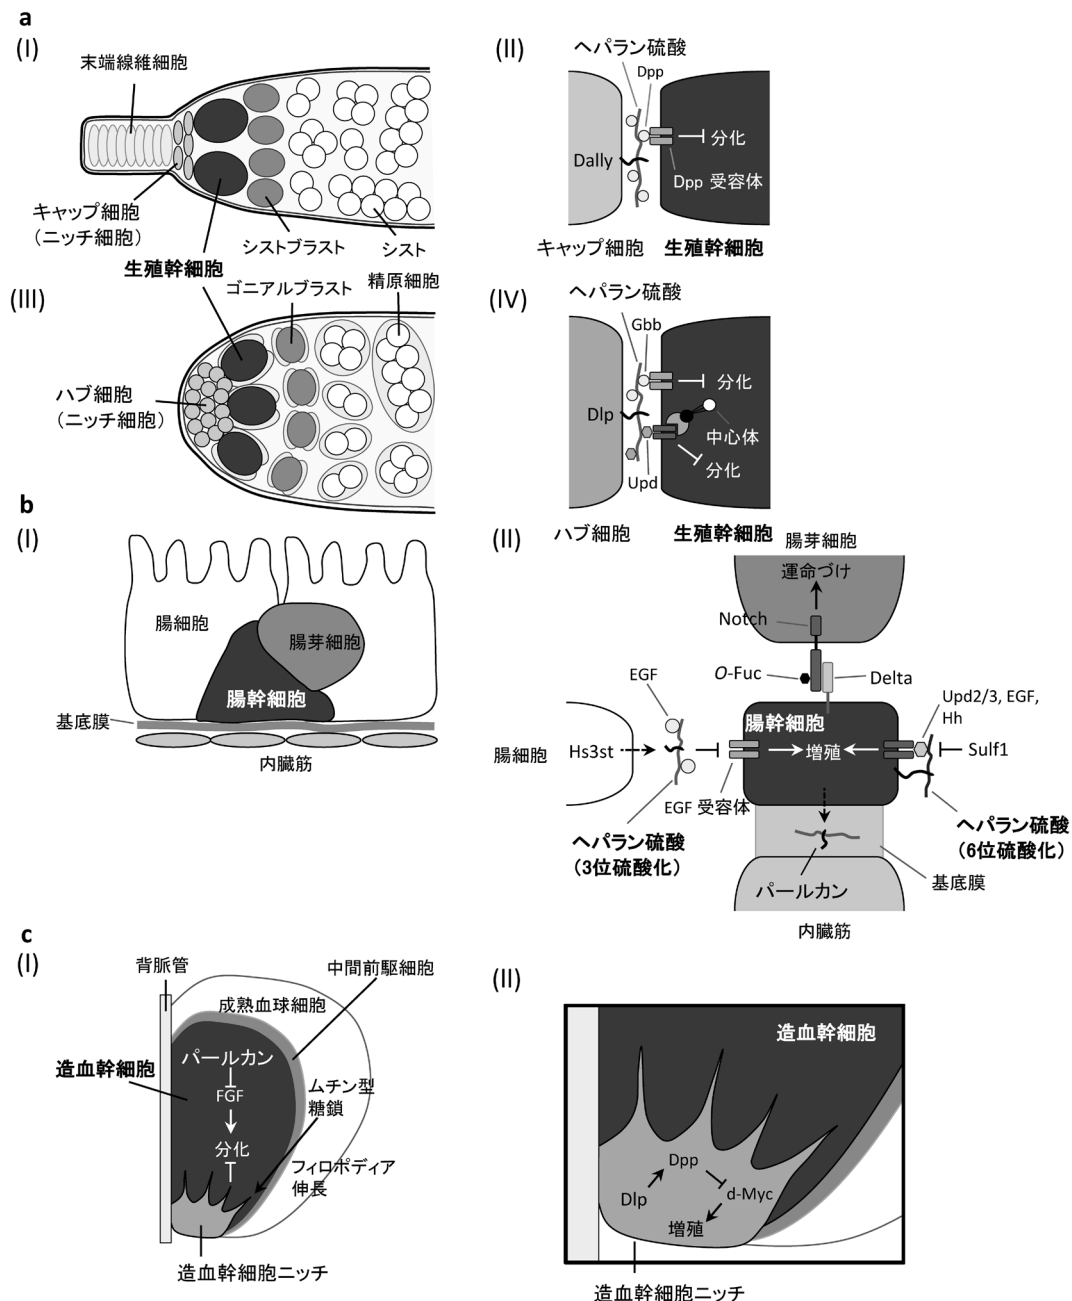 a
(I)
末端線維細胞
キャップ細胞
（ニッチ細胞）
シストブラスト
シスト
生殖幹細胞
(II)
ヘパラン硫酸
Dpp
分化
Dally
Dpp 受容体
キャップ細胞
生殖幹細胞
(III)
ゴニアルブラスト
精原細胞
ハブ細胞
（ニッチ細胞）
(IV)
ヘパラン硫酸
Gbb
分化
Dlp
中心体
分化
Upd
ハブ細胞
生殖幹細胞
b
(I)
腸細胞
腸芽細胞
腸幹細胞
基底膜
内臓筋
(II)
腸芽細胞
運命づけ
Notch
O-Fuc
Delta
EGF
Upd2/3, EGF,
Hh
腸幹細胞
腸細胞
Hs3st
増殖
Sulf1
EGF 受容体
ヘパラン硫酸
（3位硫酸化）
ヘパラン硫酸
（6位硫酸化）
基底膜
パールカン
内臓筋
c
(I)
背脈管
中間前駆細胞
成熟血球細胞
造血幹細胞
パールカン
FGF
分化
ムチン型
糖鎖
フィロポディア
伸長
造血幹細胞ニッチ
(II)
造血幹細胞
Dpp
Dlp
d-Myc
増殖
造血幹細胞ニッチ